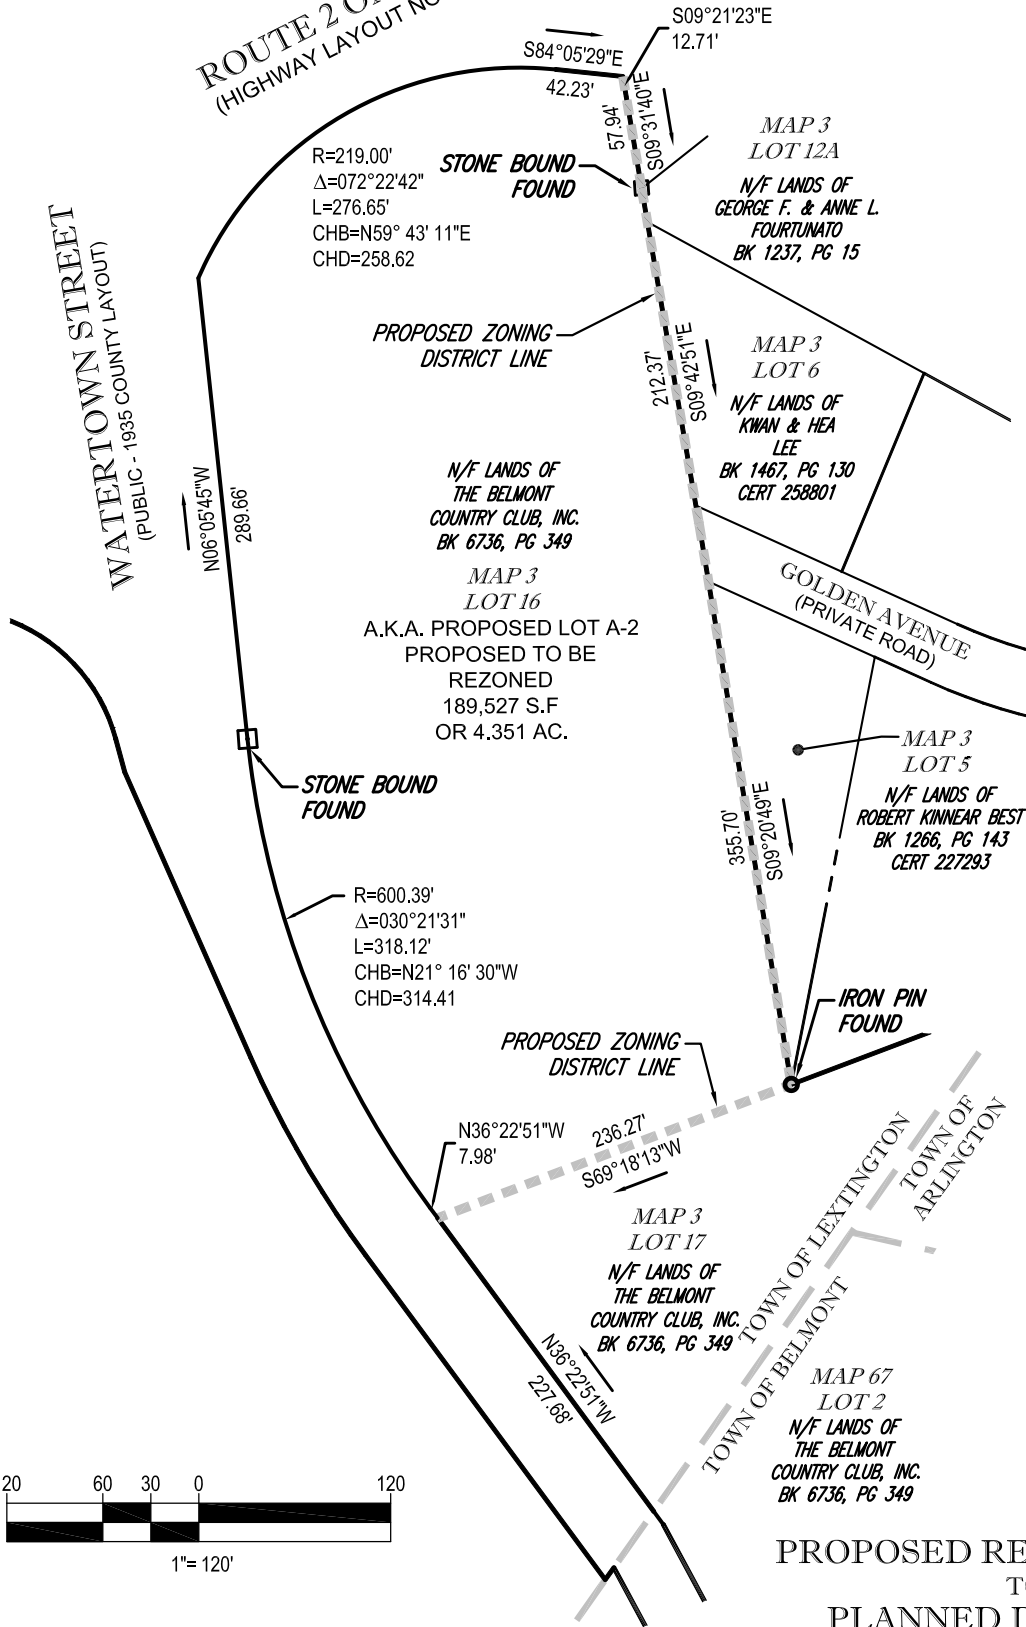 ROUTE 2 O
(HIGHWAY LAYOUT NO
S09°21'23"E
12.71'
S84°05'29"E
42.23'
57.94'
S09°31'40"E
R=219.00'
Δ=072°22'42"
L=276.65'
CHB=N59° 43' 11"E
CHD=258.62
STONE BOUND
FOUND
MAP 3
LOT 12A
N/F LANDS OF
GEORGE F. & ANNE L.
FOURTUNATO
BK 1237, PG 15
WATERTOWN STREET
(PUBLIC - 1935 COUNTY LAYOUT)
PROPOSED ZONING
DISTRICT LINE
212.37'
S09°42'51"E
MAP 3
LOT 6
N/F LANDS OF
KWAN & HEA
LEE
BK 1467, PG 130
CERT 258801
N06°05'45"W
289.66'
N/F LANDS OF
THE BELMONT
COUNTRY CLUB, INC.
BK 6736, PG 349
MAP 3
LOT 16
A.K.A. PROPOSED LOT A-2
PROPOSED TO BE
REZONED
189,527 S.F
OR 4.351 AC.
GOLDEN AVENUE
(PRIVATE ROAD)
STONE BOUND
FOUND
MAP 3
LOT 5
N/F LANDS OF
ROBERT KINNEAR BEST
BK 1266, PG 143
CERT 227293
355.70'
S09°20'49"E
R=600.39'
Δ=030°21'31"
L=318.12'
CHB=N21° 16' 30"W
CHD=314.41
IRON PIN
FOUND
PROPOSED ZONING
DISTRICT LINE
N36°22'51"W
7.98'
236.27'
S69°18'13"W
TOWN OF LEXTINGTON
TOWN OF
ARLINGTON
MAP 3
LOT 17
N/F LANDS OF
THE BELMONT
COUNTRY CLUB, INC.
BK 6736, PG 349
TOWN OF BELMONT
N36°22'51"W
227.68'
MAP 67
LOT 2
N/F LANDS OF
THE BELMONT
COUNTRY CLUB, INC.
BK 6736, PG 349
20 60 30 0 120
1"= 120'
PROPOSED RE
T
PLANNED D